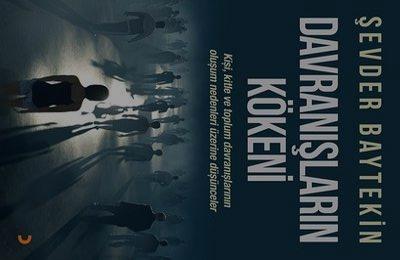 ŞEVDER BAYTEKİN
DAVRANIŞLARIN
KÖKENİ
Kişi, kitle ve toplum davranışlarının
oluşum nedenleri üzerine düşünceler